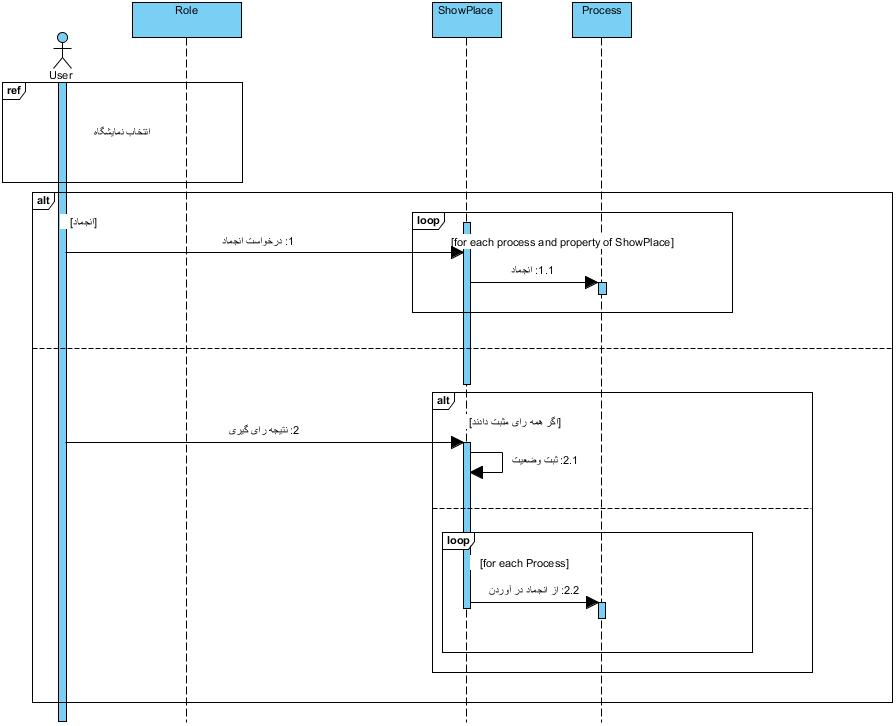 Role
ShowPlace
Process
User
ref
انتخاب نمایشگاه
alt
[انجماد]
loop
[for each process and property of ShowPlace]
1: درخواست انجماد
1.1: انجماد
alt
[اگر همه رای مثبت دادند]
2: نتیجه رای گیری
2.1: ثبت وضعیت
loop
[for each Process]
2.2: از انجماد در آوردن